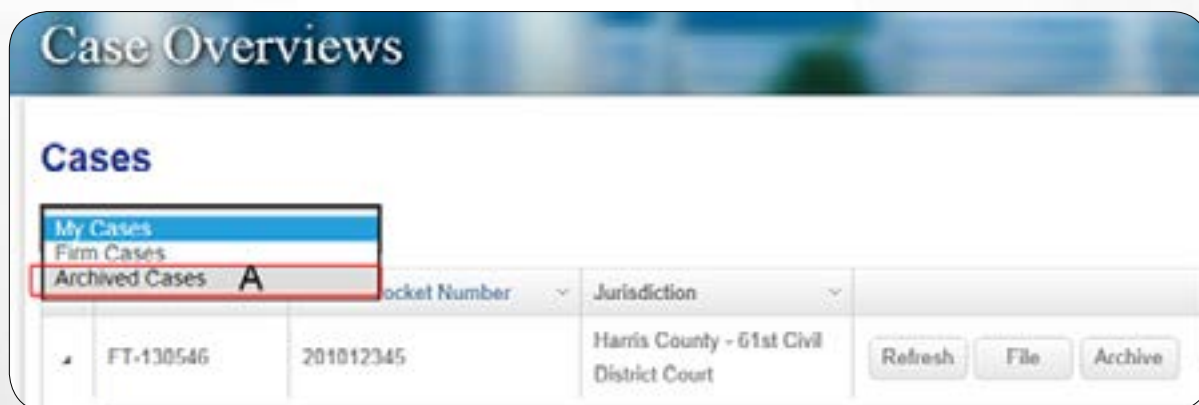 Case Overviews
Cases
My Cases
Firm Cases
Archived Cases A
ocket Number Jurisdiction
FT-130546 201012345 Harris County - 61st Civil District Court Refresh File Archive